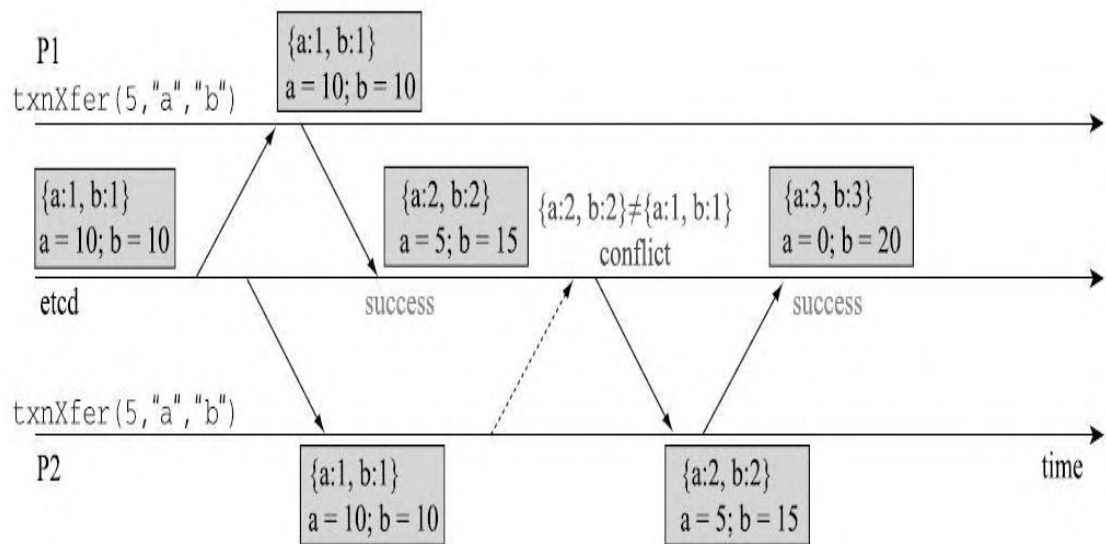 P1
txnXfer(5,"a","b")
{a:1, b:1}
a = 10; b = 10
{a:1, b:1}
a = 10; b = 10
{a:2, b:2}
a = 5; b = 15
{a:2, b:2}≠{a:1, b:1}
conflict
{a:3, b:3}
a = 0; b = 20
etcd
success
success
txnXfer(5,"a","b")
P2
{a:1, b:1}
a = 10; b = 10
{a:2, b:2}
a = 5; b = 15
time